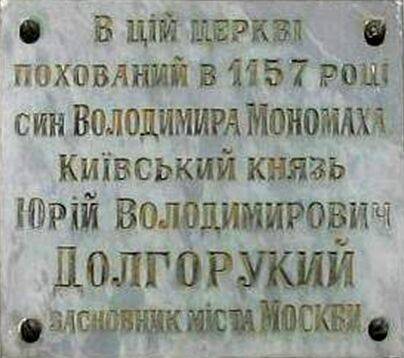 В ЦІЙ ЦЕРКВІ
ПОХОВАНИЙ В 1157 РОЦІ
СИН ВОЛОДИМИРА МОНОМАХА
КИЇВСЬКИЙ КНЯЗЬ
ЮРІЙ ВОЛОДИМИРОВИЧ
ДОЛГОРУКИЙ
ЗАСНОВНИК МІСТА МОСКВИ